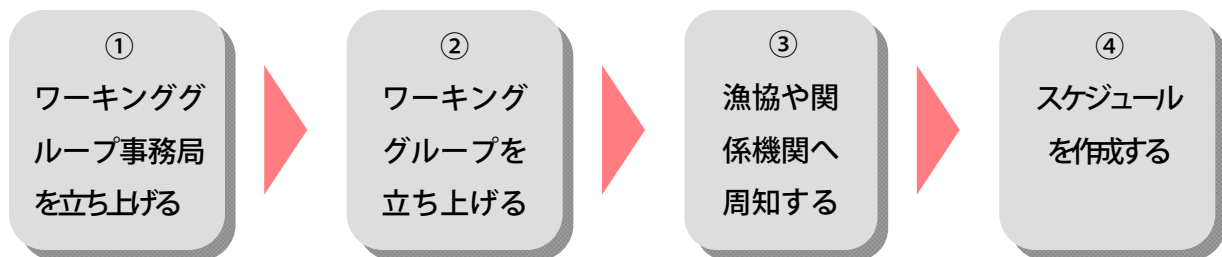 ①
ワーキンググ
ループ事務局
を立ち上げる
②
ワーキング
グループを
立ち上げる
③
漁協や関
係機関へ
周知する
④
スケジュール
を作成する